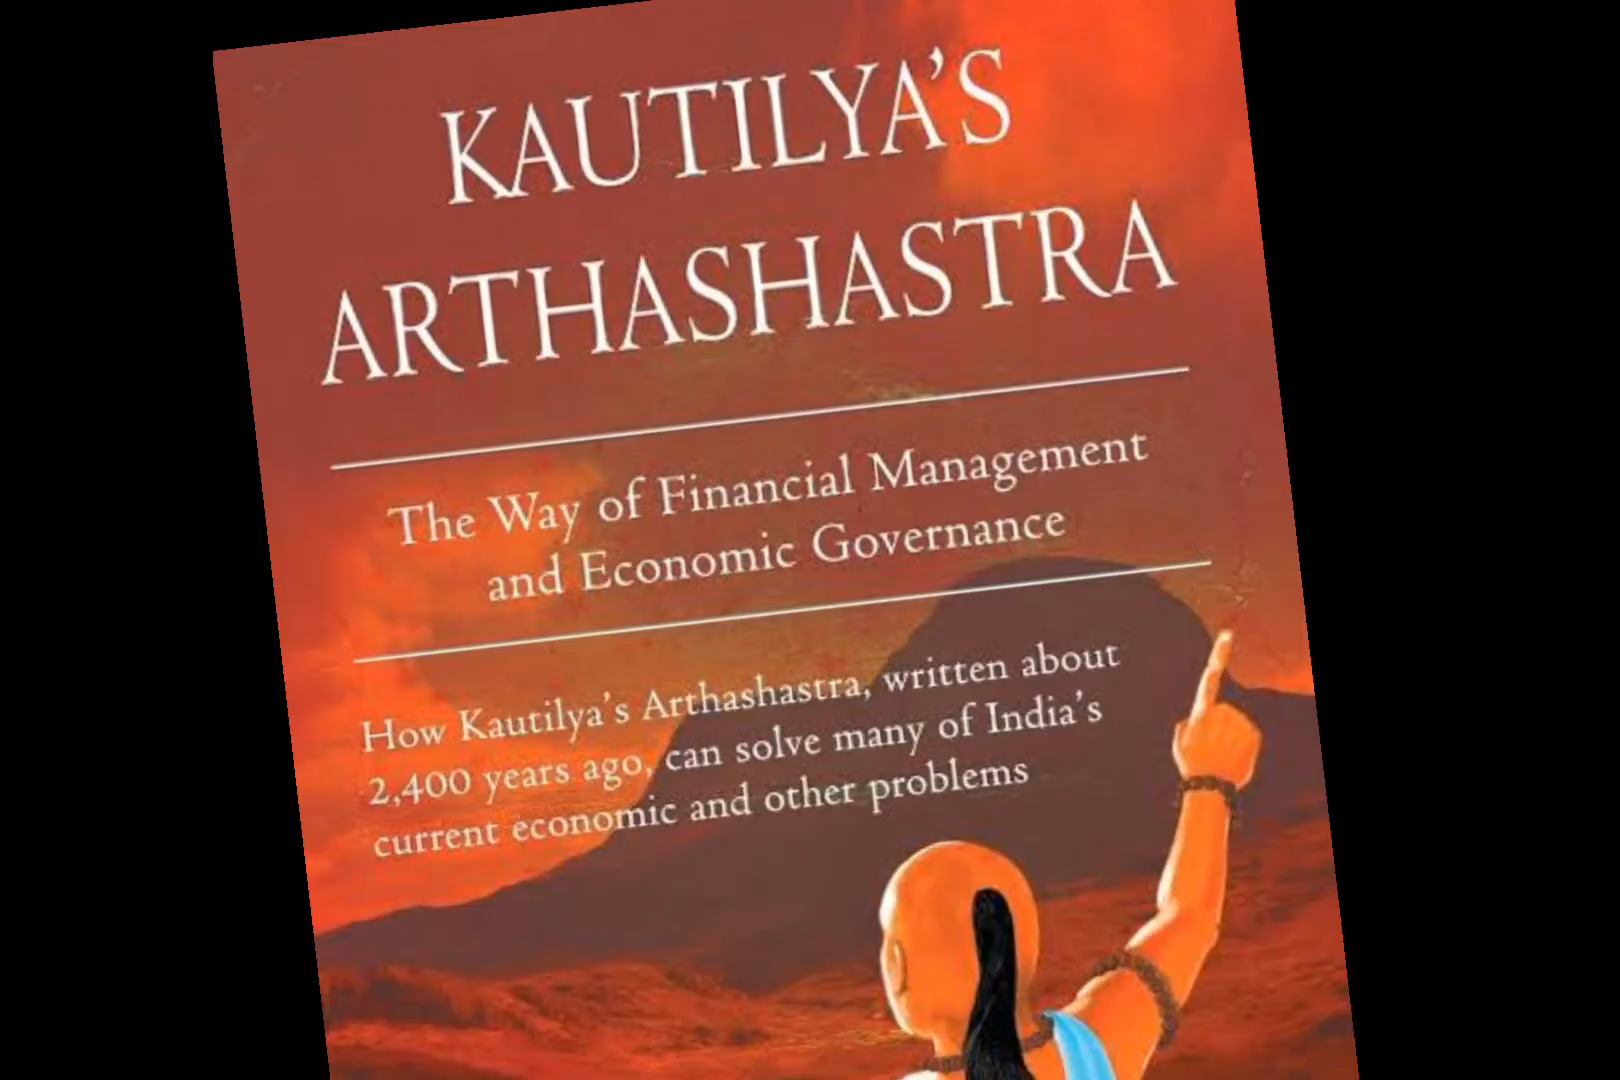 KAUTILYA'S
ARTHASHASTRA
The Way of Financial Management
and Economic Governance
How Kautilya's Arthashastra, written about
2,400 years ago, can solve many of India's
current economic and other problems